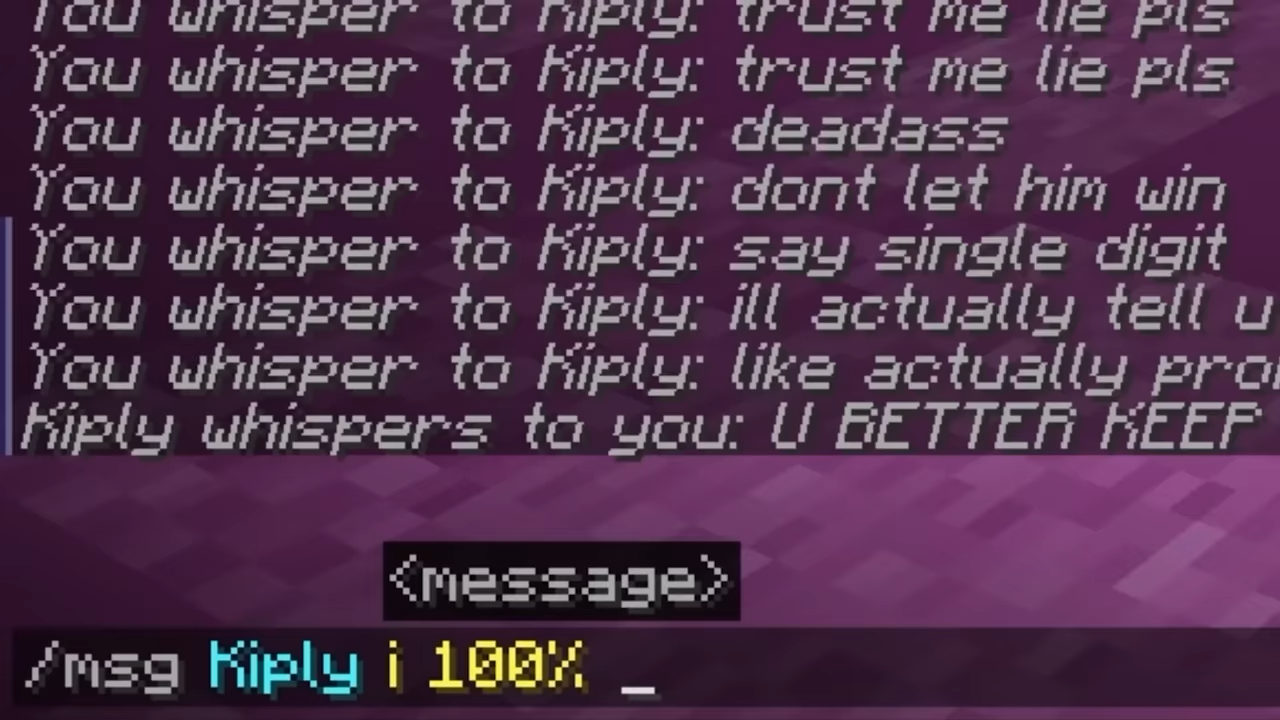 You whisper to Kiply: trust me lie pls
You whisper to Kiply: trust me lie pls
You whisper to Kiply: deadass
You whisper to Kiply: dont let him win
You whisper to Kiply: say single digit
You whisper to Kiply: ill actually tell u
You whisper to Kiply: like actually
Kiply whispers to you: U BETTER KEEP
<message>
/msg Kiply i 100% _